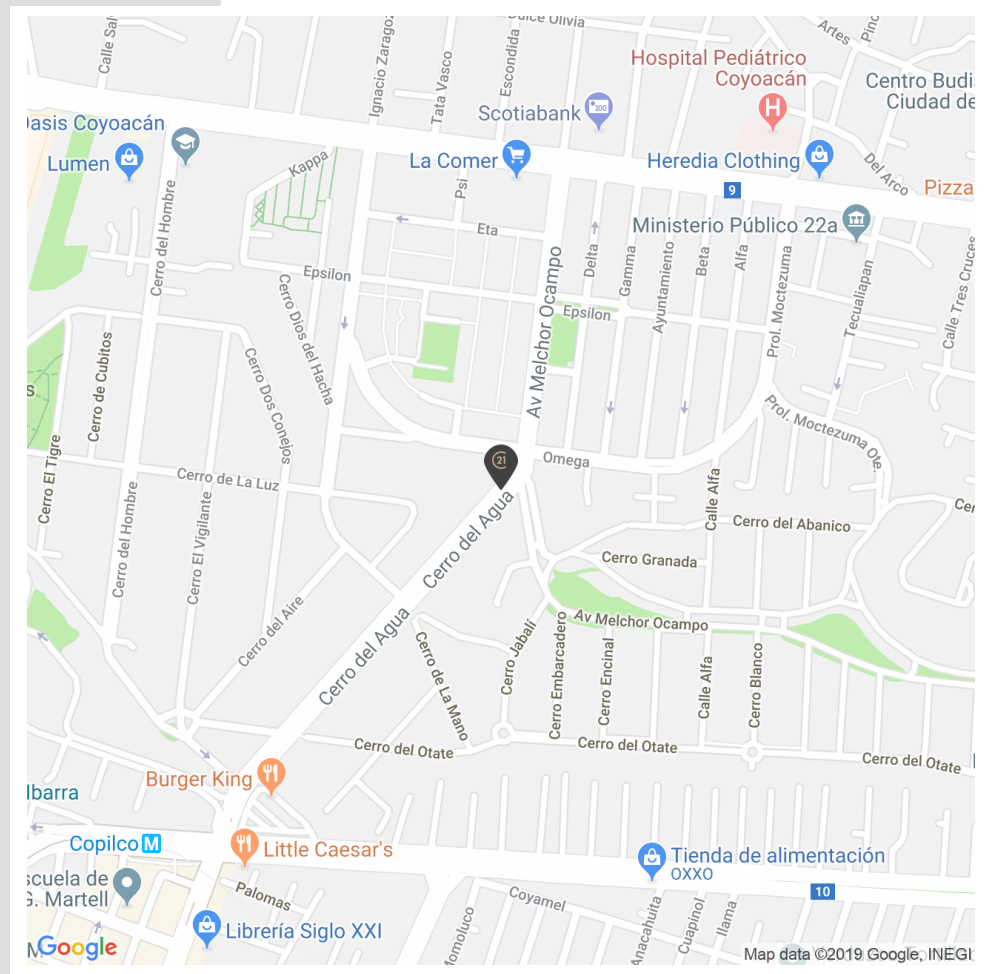 Dulce Olivia
Calle Sal
Ignacio Zaragoz
Tata Vasco
Escondida
Artes
Pino
Hospital Pediátrico
Coyoacán
Centro Budi
Ciudad de
Scotiabank
Oasis Coyoacán
Lumen
La Comer
Heredia Clothing
Kappa
Psi
9
Del Arco
Pizza
Cerro del Hombre
Eta
Ministerio Público 22a
Delta
Gamma
Ayuntamiento
Beta
Alfa
Prol. Moctezuma
Tecualiapan
Calle Tres Cruces
Epsilon
Epsilon
Av Melchor Ocampo
Cerro Dios del Hacha
Cerro de Cubitos
Cerro Dos Conejos
S
Prol. Moctezuma Ote.
Cerro El Tigre
Omega
21
Cerro de La Luz
Calle Alfa
Cer
Cerro del Hombre
Cerro El Vigilante
Cerro del Agua
Cerro del Abanico
Cerro Granada
Cerro del Aire
Cerro del Agua
Av Melchor Ocampo
Cerro de La Mano
Cerro Jabalí
Cerro Embarcadero
Cerro Encinal
Calle Alfa
Cerro Blanco
Cerro del Otate
Cerro del Otate
Cerro del Otate
Burger King
Ibarra
Copilco M
Little Caesar's
Tienda de alimentación
OXXO
10
scuela de
G. Martell
Palomas
Coyamel
Anacahuita
Cuapinol
Ilama
Librería Siglo XXI
Google
Map data ©2019 Google, INEGI